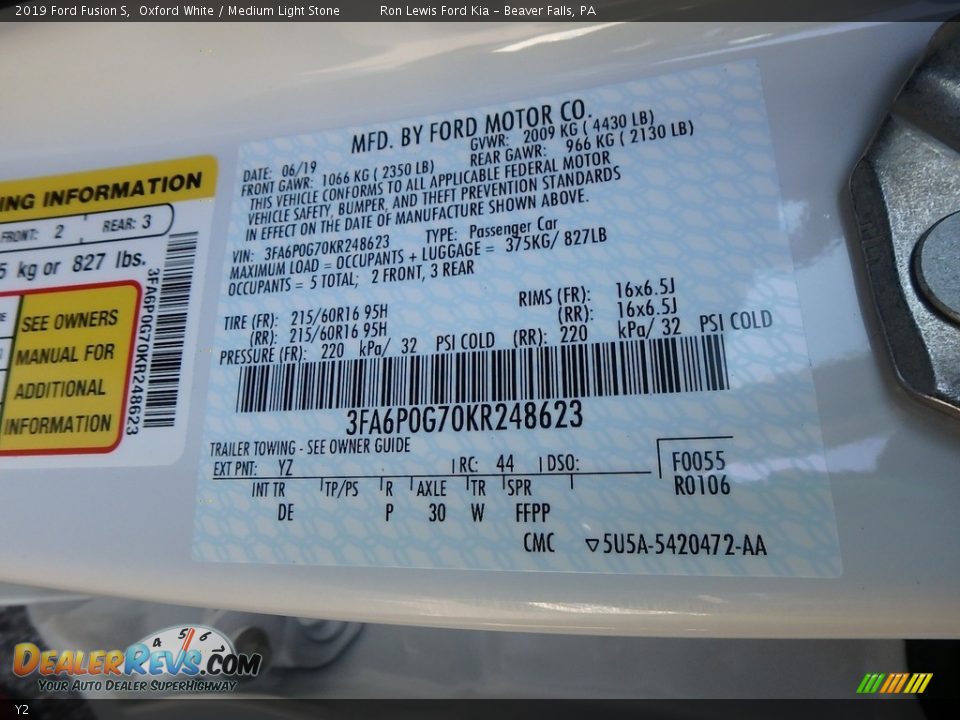 2019 Ford Fusion S, Oxford White / Medium Light Stone Ron Lewis Ford Kia - Beaver Falls, PA
NG INFORMATION
FRONT: 2 REAR: 3
5 kg or 827 lbs.
SEE OWNERS
MANUAL FOR
ADDITIONAL
INFORMATION
3FA6P0G70KR248623
MFD. BY FORD MOTOR CO.
DATE: 06/19 GVWR: 2009 KG ( 4430 LB)
FRONT GAWR: 1066 KG ( 2350 LB) REAR GAWR: 966 KG ( 2130 LB)
THIS VEHICLE CONFORMS TO ALL APPLICABLE FEDERAL MOTOR
VEHICLE SAFETY, BUMPER, AND THEFT PREVENTION STANDARDS
IN EFFECT ON THE DATE OF MANUFACTURE SHOWN ABOVE.
VIN: 3FA6P0G70KR248623 TYPE: Passenger Car
MAXIMUM LOAD = OCCUPANTS + LUGGAGE = 375KG/ 827LB
OCCUPANTS = 5 TOTAL; 2 FRONT, 3 REAR
TIRE (FR): 215/60R16 95H RIMS (FR): 16x6.5J
(RR): 215/60R16 95H (RR): 16x6.5J
PRESSURE (FR): 220 kPa/ 32 PSI COLD (RR): 220 kPa/ 32 PSI COLD
3FA6P0G70KR248623
TRAILER TOWING - SEE OWNER GUIDE
EXT PNT: YZ RC: 44 DSO: F0055
INT TR TP/PS R AXLE TR SPR R0106
DE P 30 W FFPP
CMC ▽5U5A-5420472-AA
4 5 6
DEALERREVS.COM
YOUR AUTO DEALER SUPERHIGHWAY
Y2